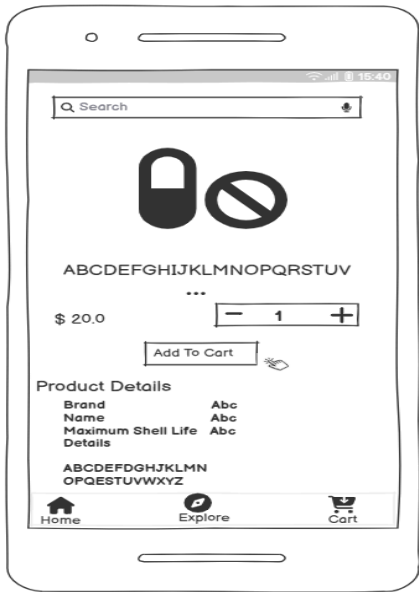 15:40
Search
ABCDEFGHIJKLMNOPQRSTUV
...
$ 20.0
1
Add To Cart
Product Details
Brand Abc
Name Abc
Maximum Shell Life Abc
Details
ABCDEFDGHJKLMN
OPQESTUVWXYZ
Home Explore Cart